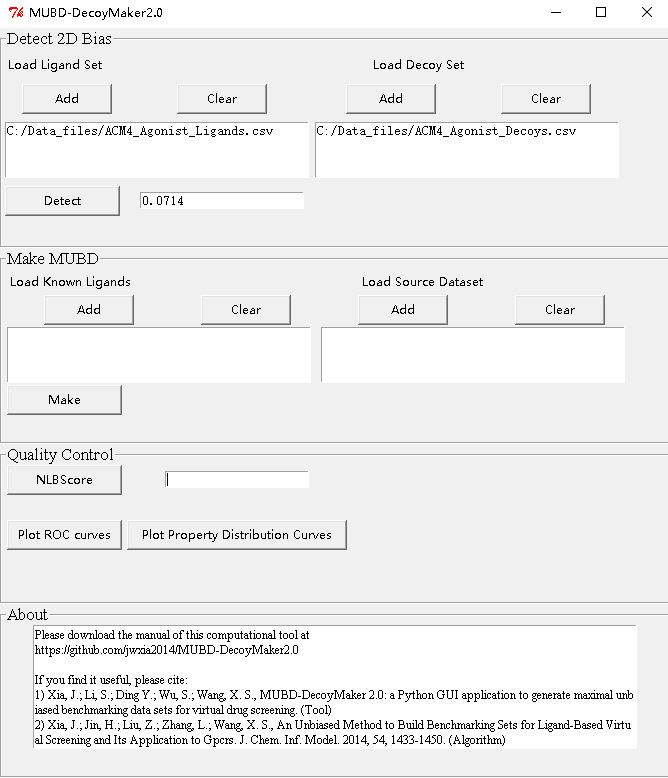 MUBD-DecoyMaker2.0
Detect 2D Bias
Load Ligand Set Load Decoy Set
Add Clear Add Clear
C:/Data_files/ACM4_Agonist_Ligands.csv C:/Data_files/ACM4_Agonist_Decoys.csv
Detect 0.0714
Make MUBD
Load Known Ligands Load Source Dataset
Add Clear Add Clear
Make
Quality Control
NLBScore
Plot ROC curves Plot Property Distribution Curves
About
Please download the manual of this computational tool at
https://github.com/jwxia2014/MUBD-DecoyMaker2.0
If you find it useful, please cite:
1) Xia, J.; Li, S.; Ding Y.; Wu, S.; Wang, X. S., MUBD-DecoyMaker 2.0: a Python GUI application to generate maximal unb
iased benchmarking data sets for virtual drug screening. (Tool)
2) Xia, J.; Jin, H.; Liu, Z.; Zhang, L.; Wang, X. S., An Unbiased Method to Build Benchmarking Sets for Ligand-Based Virtu
al Screening and Its Application to Gpcrs. J. Chem. Inf. Model. 2014, 54, 1433-1450. (Algorithm)